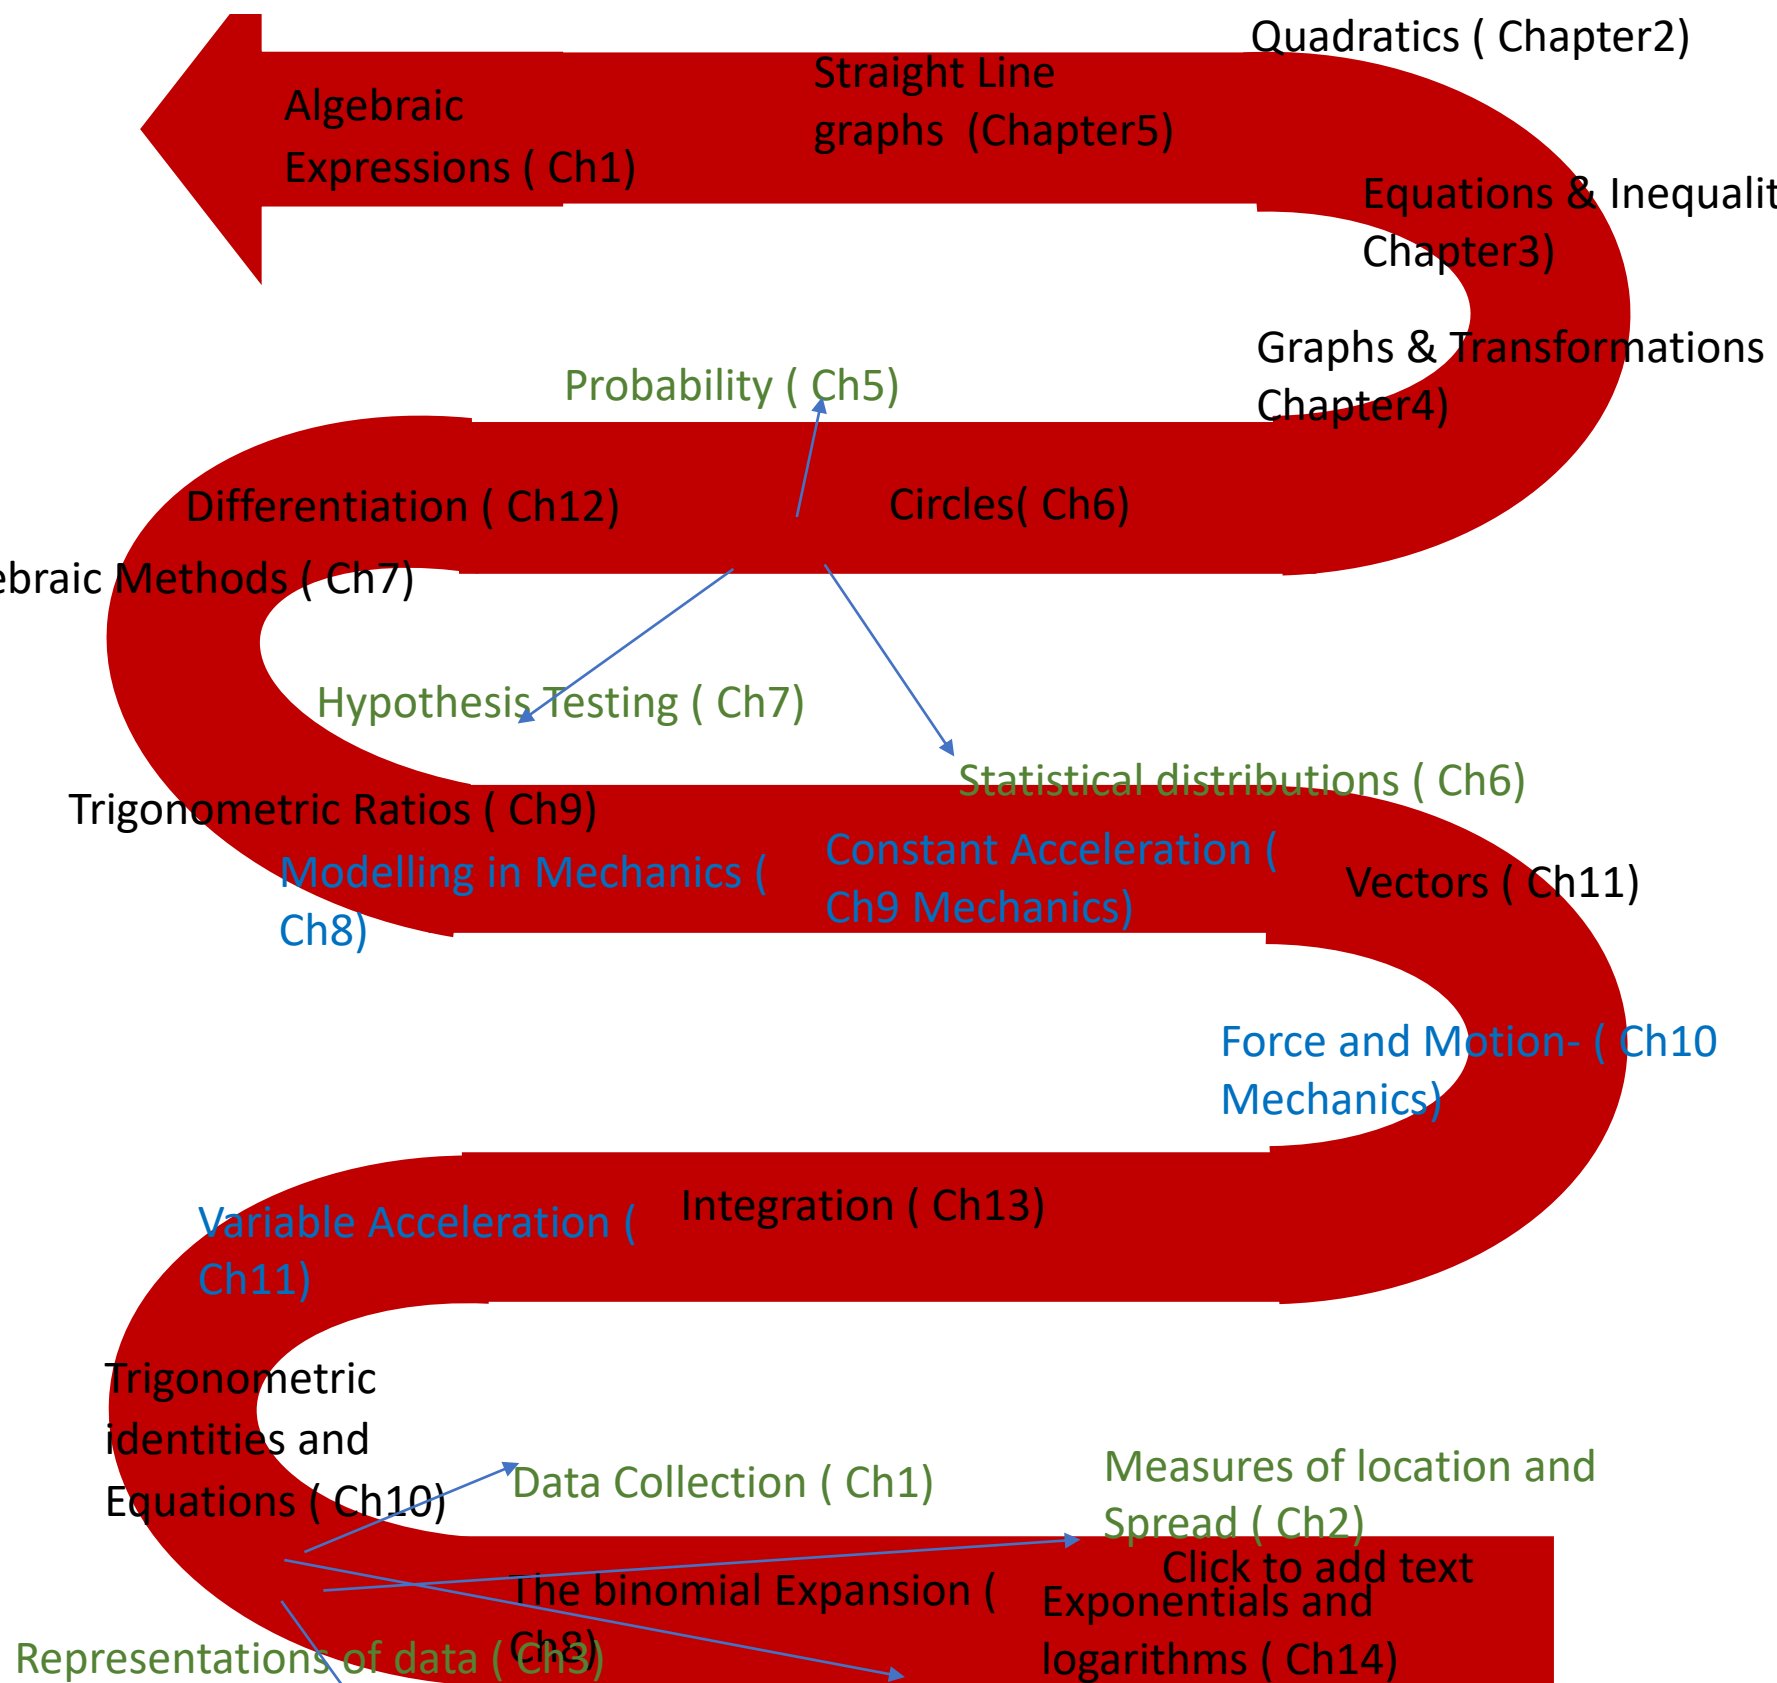 Quadratics ( Chapter2)
Straight Line
graphs  (Chapter5)
Algebraic
Expressions ( Ch1)
Equations & Inequalit
Chapter3)
Graphs & Transformations
Chapter4)
Probability ( Ch5)
Differentiation ( Ch12)
Circles( Ch6)
ebraic Methods ( Ch7)
Hypothesis Testing ( Ch7)
Statistical distributions ( Ch6)
Trigonometric Ratios ( Ch9)
Modelling in Mechanics (
Ch8)
Constant Acceleration (
Ch9 Mechanics)
Vectors ( Ch11)
Force and Motion- ( Ch10
Mechanics)
Integration ( Ch13)
Variable Acceleration (
Ch11)
Trigonometric
identities and
Equations ( Ch10)
Data Collection ( Ch1)
Measures of location and
Spread ( Ch2)
Click to add text
The binomial Expansion (
Ch8)
Exponentials and
logarithms ( Ch14)
Representations of data ( Ch3)